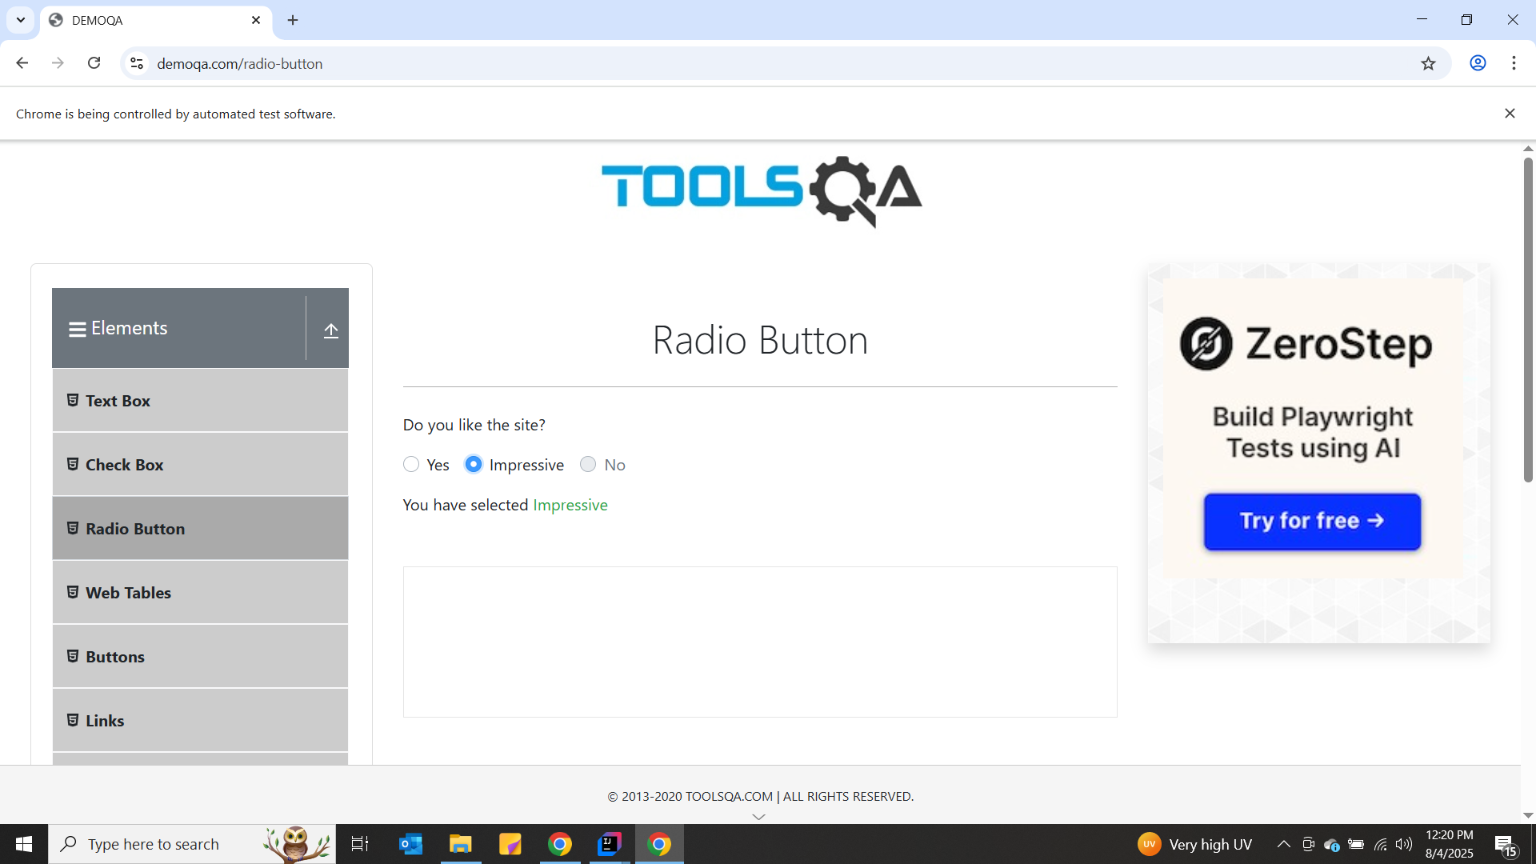 DEMOQA
demoqa.com/radio-button
Chrome is being controlled by automated test software.
TOOLSQA
Elements
Text Box
Check Box
Radio Button
Web Tables
Buttons
Links
Radio Button
Do you like the site?
Yes Impressive No
You have selected Impressive
ZeroStep
Build Playwright
Tests using AI
Try for free →
© 2013-2020 TOOLSQA.COM | ALL RIGHTS RESERVED.
Type here to search
UV Very high UV
12:20 PM
8/4/2025
15